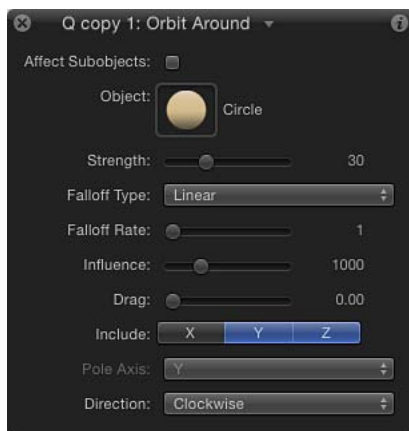 Q copy 1: Orbit Around
Affect Subobjects:
Object: Circle
Strength: 30
Falloff Type: Linear
Falloff Rate: 1
Influence: 1000
Drag: 0.00
Include: X Y Z
Pole Axis: Y
Direction: Clockwise